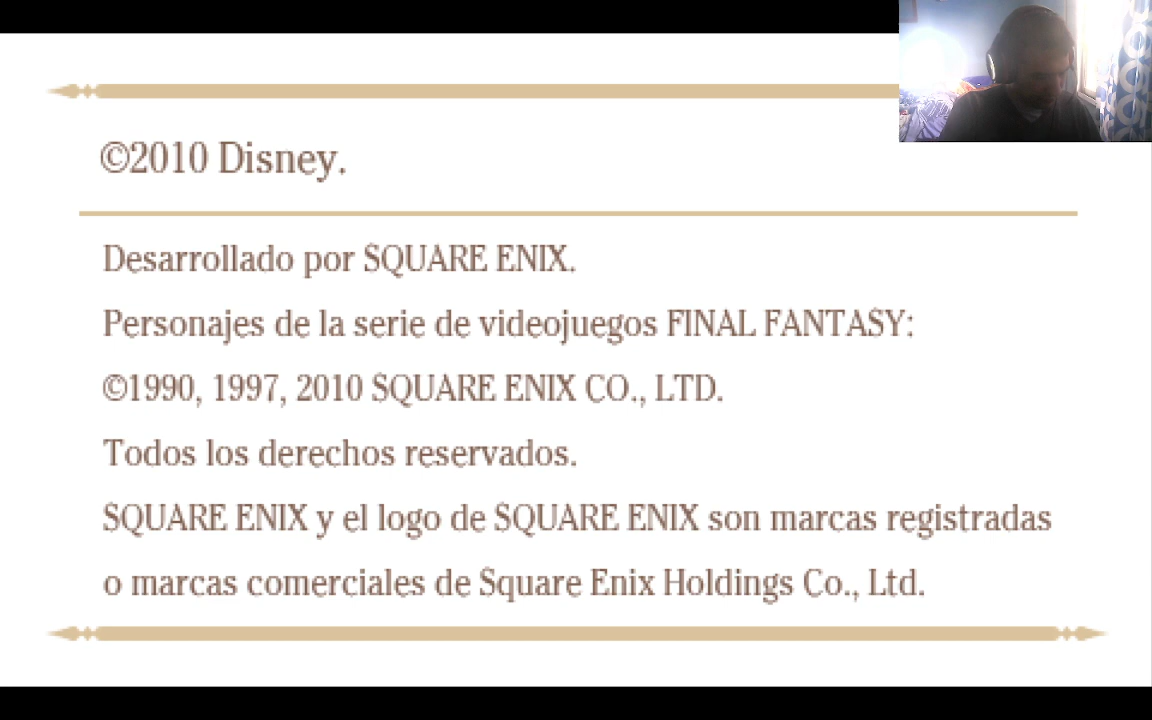 ©2010 Disney.
Desarrollado por SQUARE ENIX.
Personajes de la serie de videojuegos FINAL FANTASY:
©1990, 1997, 2010 SQUARE ENIX CO., LTD.
Todos los derechos reservados.
SQUARE ENIX y el logo de SQUARE ENIX son marcas registradas
o marcas comerciales de Square Enix Holdings Co., Ltd.